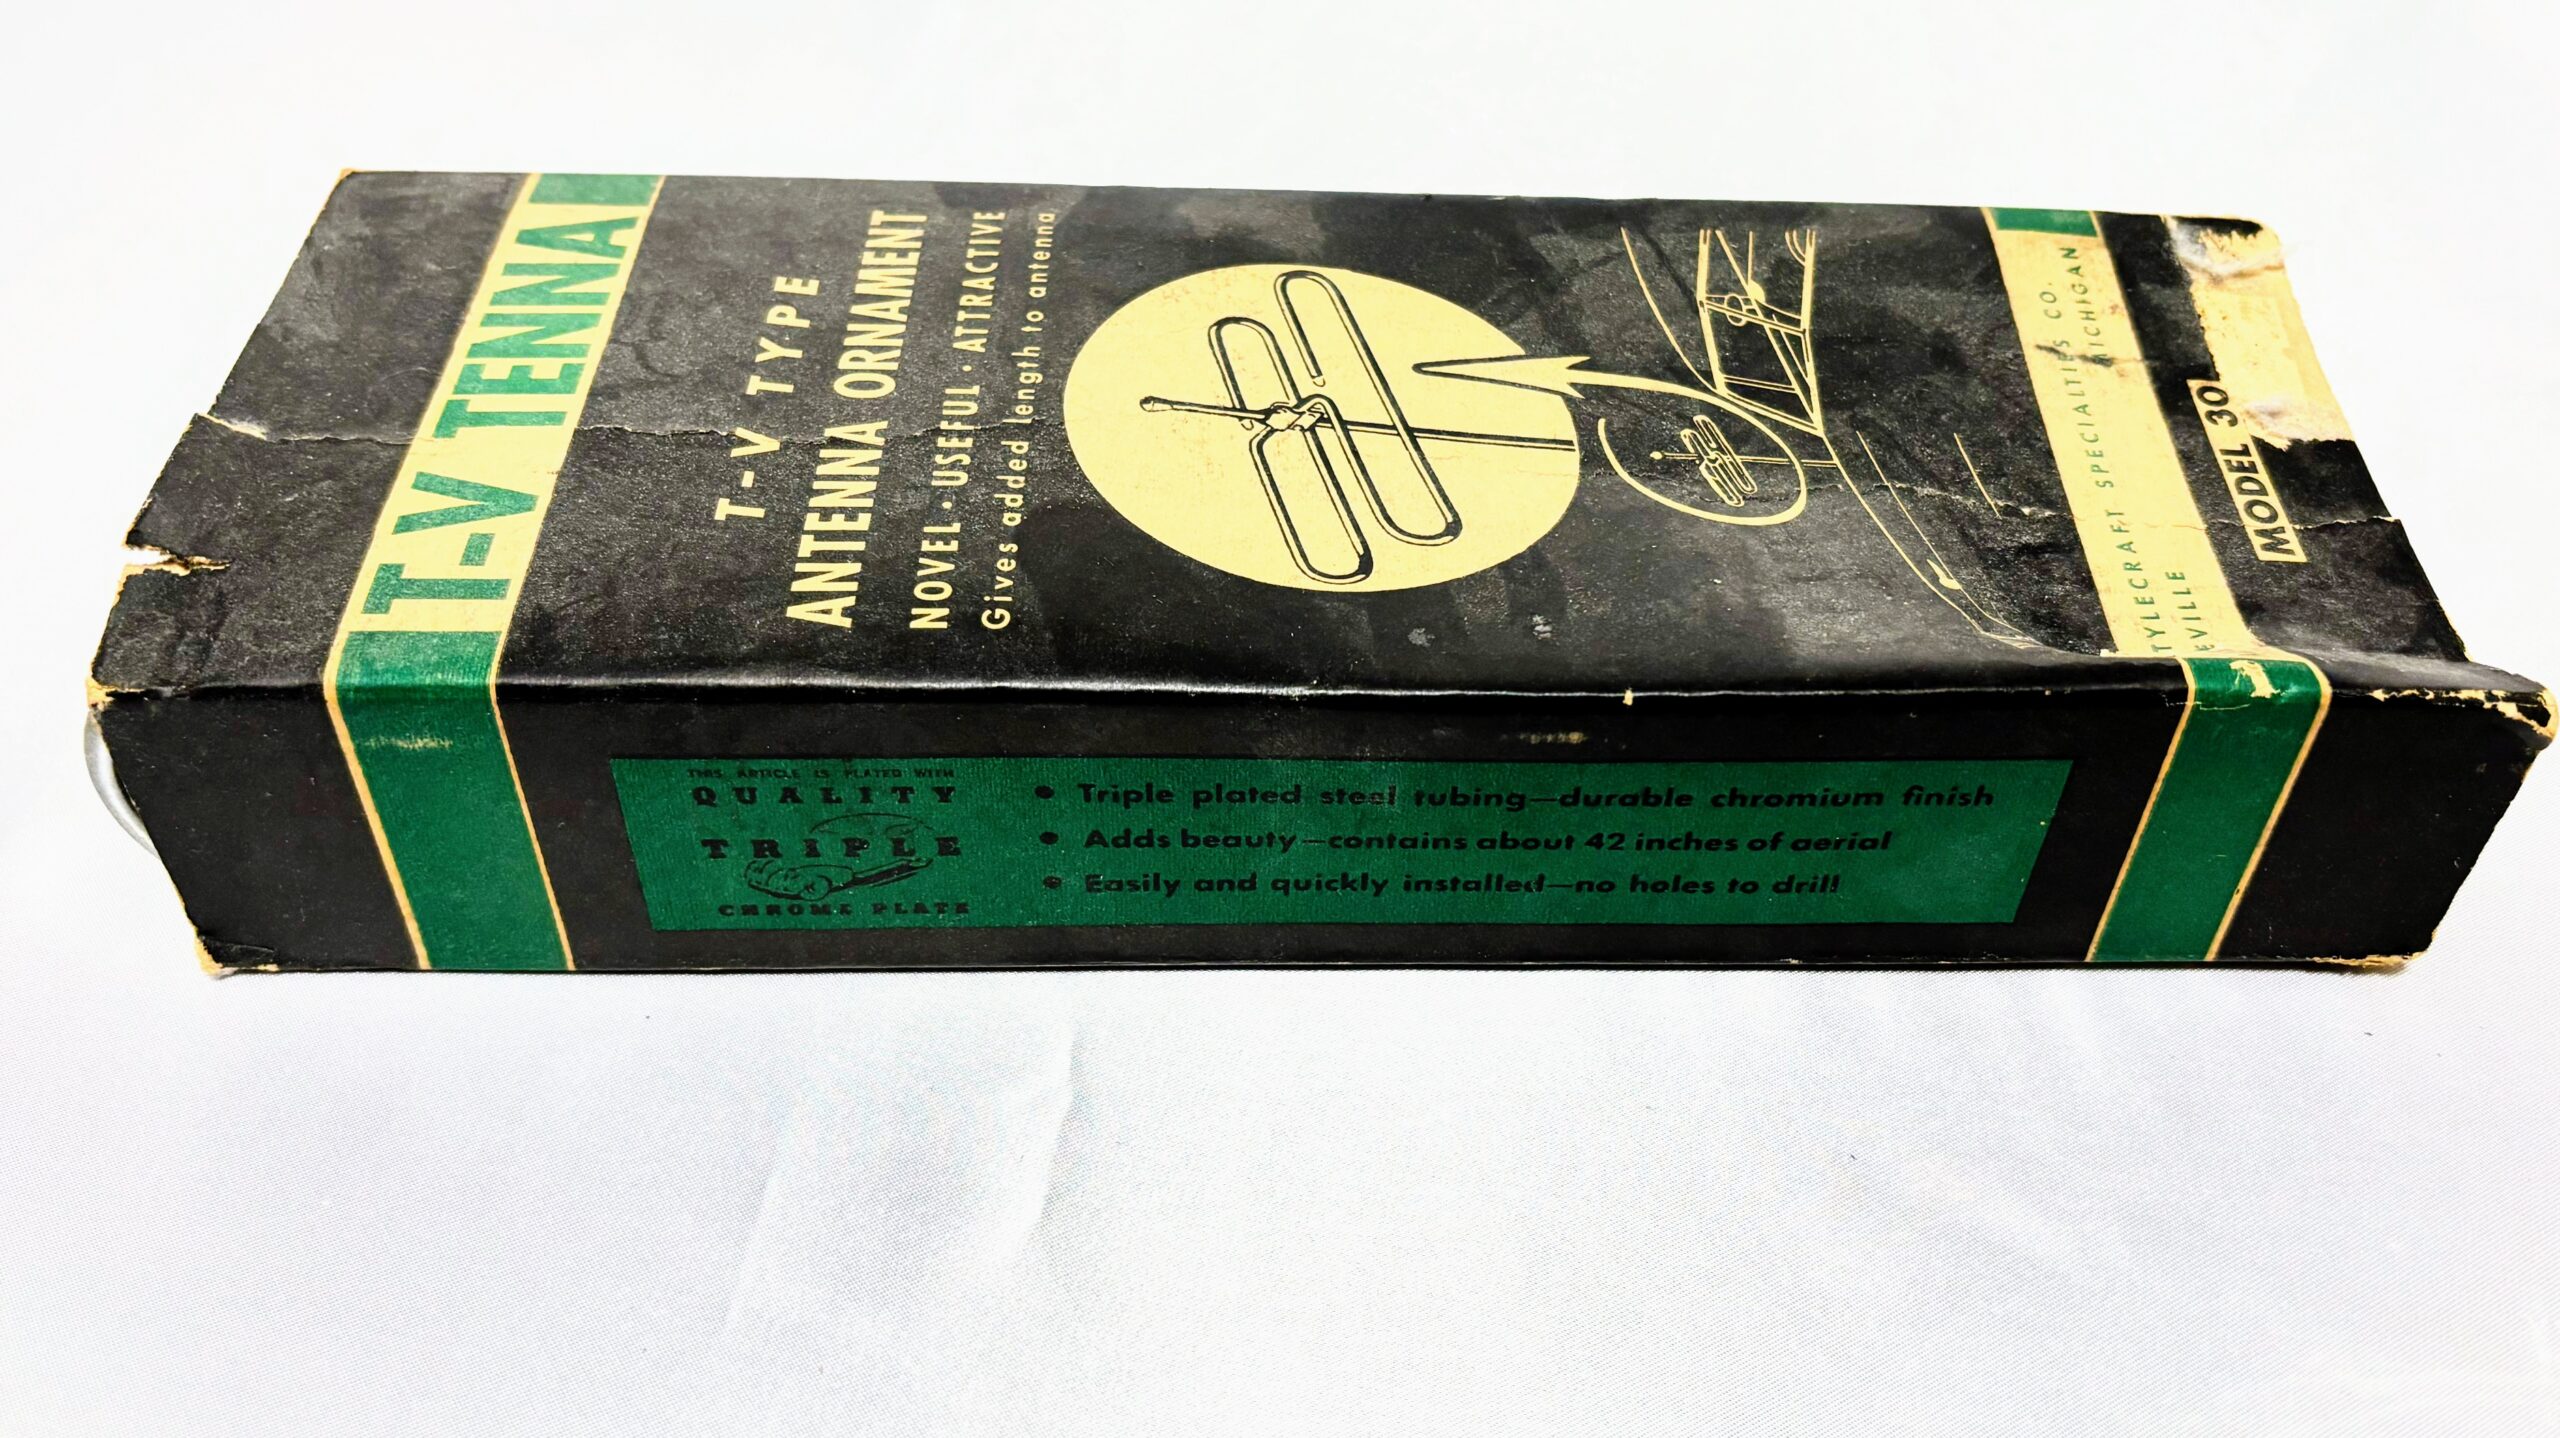 T-V TENNA
T-V TYPE
ANTENNA ORNAMENT
NOVEL · USEFUL · ATTRACTIVE
Gives added length to antenna
TYLECRAFT SPECIALTIES CO.
EVILLE MICHIGAN
MODEL 30
THIS ARTICLE IS PLATED WITH
QUALITY
TRIPLE
CHROME PLATE
• Triple plated steel tubing—durable chromium finish
• Adds beauty—contains about 42 inches of aerial
• Easily and quickly installed—no holes to drill